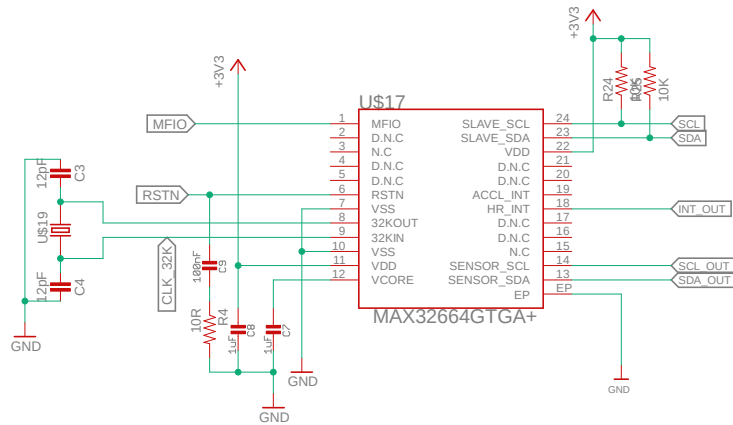 +3V3
+3V3
U$17
R24
10K
R25
10K
MFIO
1
MFIO
SLAVE_SCL
24
SCL
2
D.N.C
SLAVE_SDA
23
SDA
3
N.C
VDD
22
4
D.N.C
D.N.C
21
5
D.N.C
D.N.C
20
RSTN
6
RSTN
ACCL_INT
19
7
VSS
HR_INT
18
INT_OUT
8
32KOUT
D.N.C
17
9
32KIN
D.N.C
16
10
VSS
N.C
15
11
VDD
SENSOR_SCL
14
SCL_OUT
12
VCORE
SENSOR_SDA
13
SDA_OUT
EP
EP
MAX32664GTGA+
12pF
C3
U$19
12pF
C4
GND
CLK_32K
100nF
C9
10R
R4
1uF
C8
1uF
C7
GND
GND
GND